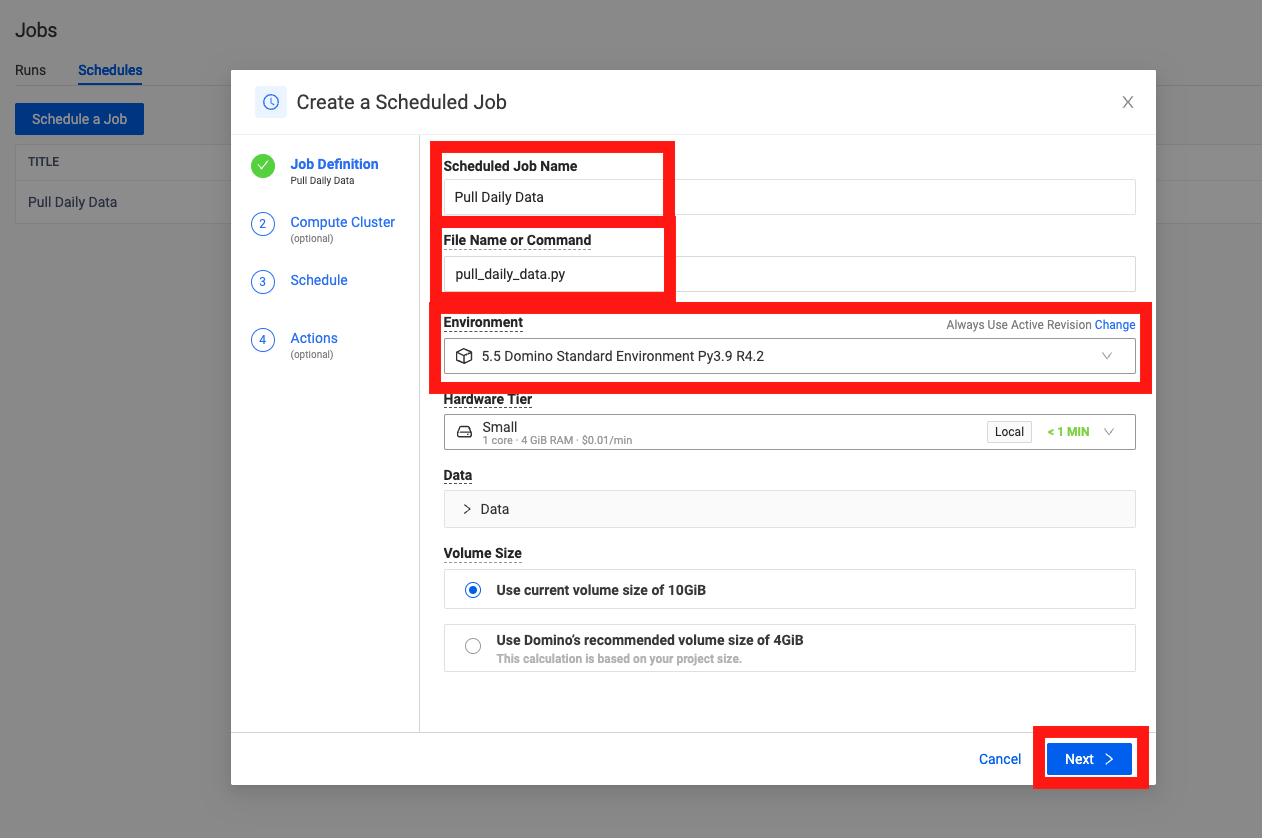 Jobs
Runs
Schedules
Schedule a Job
TITLE
Pull Daily Data
Create a Scheduled Job
Job Definition
Pull Daily Data
2
Compute Cluster
(optional)
3
Schedule
4
Actions
(optional)
Scheduled Job Name
Pull Daily Data
File Name or Command
pull_daily_data.py
Environment
Always Use Active Revision Change
5.5 Domino Standard Environment Py3.9 R4.2
Hardware Tier
Small
1 core · 4 GiB RAM · $0.01/min
Local
< 1 MIN
Data
Data
Volume Size
Use current volume size of 10GiB
Use Domino’s recommended volume size of 4GiB
This calculation is based on your project size.
Cancel
Next